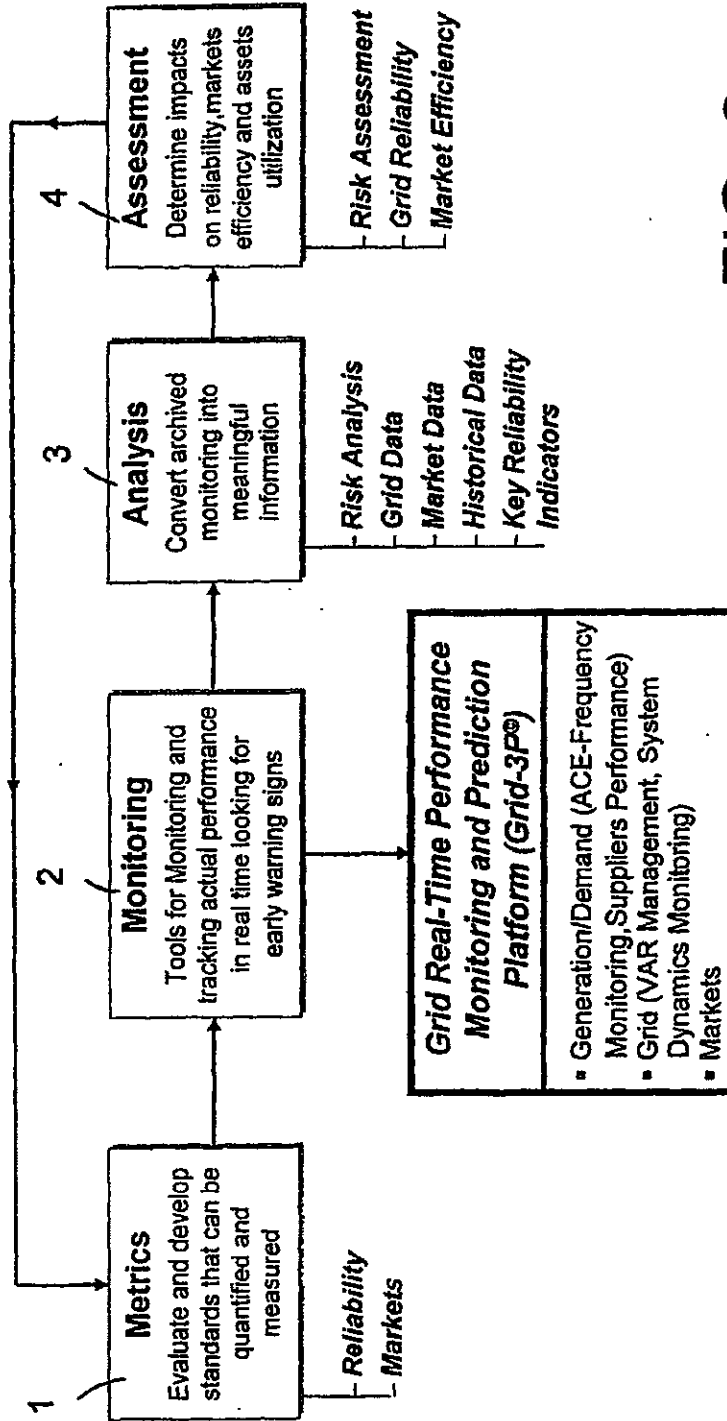 1
Metrics
Evaluate and develop
standards that can be
quantified and
measured
Reliability
Markets
2
Monitoring
Tools for Monitoring and
tracking actual performance
in real time looking for
early warning signs
Grid Real-Time Performance
Monitoring and Prediction
Platform (Grid-3P®)
▪ Generation/Demand (ACE-Frequency
Monitoring,Suppliers Performance)
▪ Grid (VAR Management, System
Dynamics Monitoring)
▪ Markets
3
Analysis
Convert archived
monitoring into
meaningful
information
Risk Analysis
Grid Data
Market Data
Historical Data
Key Reliability
Indicators
4
Assessment
Determine impacts
on reliability,markets
efficiency and assets
utilization
Risk Assessment
Grid Reliability
Market Efficiency